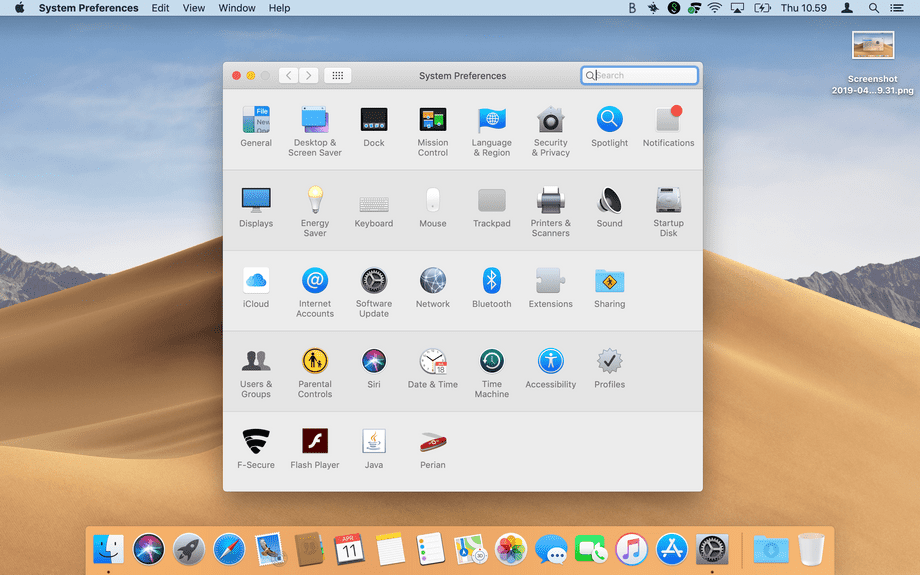 System Preferences Edit View Window Help Thu 10.59
Screenshot
2019-04...9.31.png
System Preferences Search
General
Desktop &
Screen Saver
Dock
Mission
Control
Language
& Region
Security
& Privacy
Spotlight
Notifications
Displays
Energy
Saver
Keyboard
Mouse
Trackpad
Printers &
Scanners
Sound
Startup
Disk
iCloud
Internet
Accounts
Software
Update
Network
Bluetooth
Extensions
Sharing
Users &
Groups
Parental
Controls
Siri
Date & Time
Time
Machine
Accessibility
Profiles
F-Secure
Flash Player
Java
Perian
File
New
APR
11
18